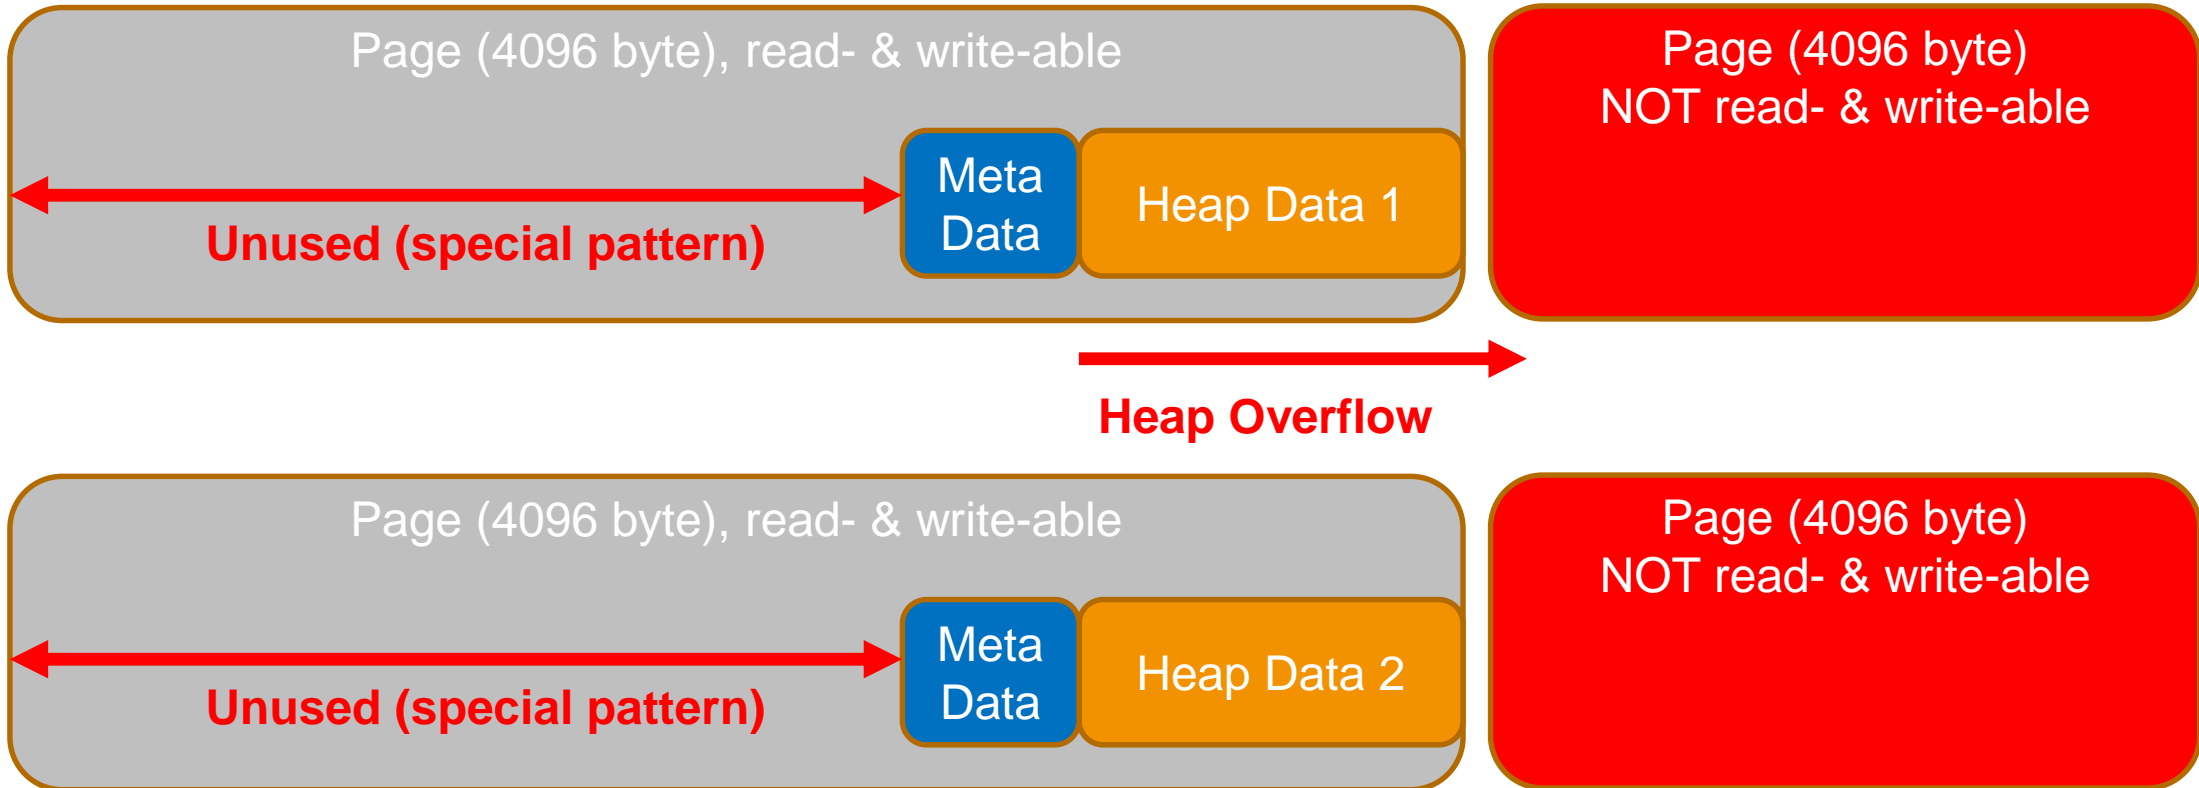 Page (4096 byte), read- & write-able
Page (4096 byte)
NOT read- & write-able
Meta
Data
Heap Data 1
Unused (special pattern)
Heap Overflow
Page (4096 byte), read- & write-able
Page (4096 byte)
NOT read- & write-able
Meta
Data
Heap Data 2
Unused (special pattern)